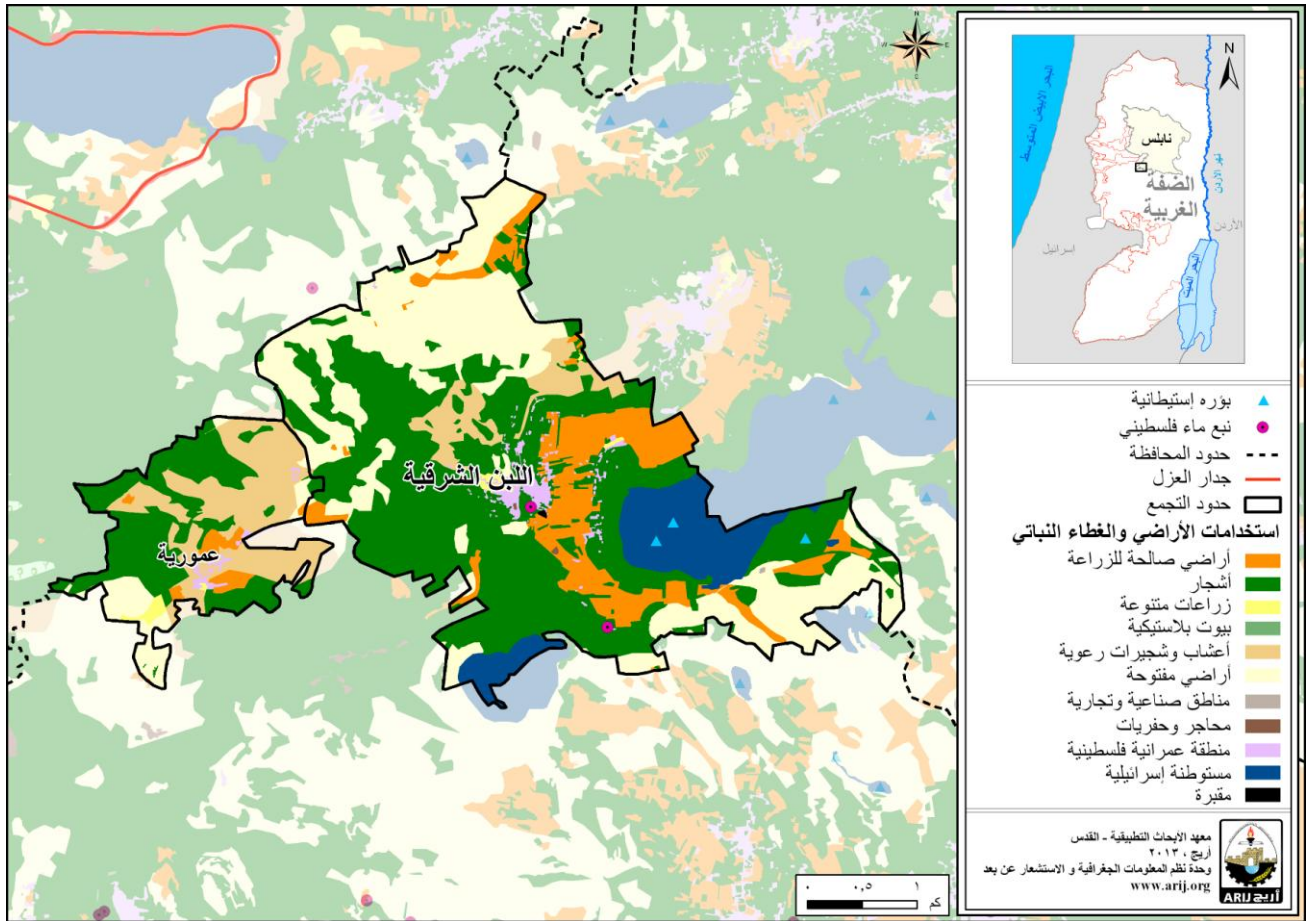 N
W
E
اللبن الشرقية
عمورية
٠
٠,٥
١
كم
N
البحر الابيض المتوسط
نابلس
نهر الاردن
الضفة
الغربية
الأردن
إسرائيل
البحر الميت
بؤره إستيطانية
نبع ماء فلسطيني
حدود المحافظة
جدار العزل
حدود التجمع
استخدامات الأراضي والغطاء النباتي
أراضي صالحة للزراعة
أشجار
زراعات متنوعة
بيوت بلاستيكية
أعشاب وشجيرات رعوية
أراضي مفتوحة
مناطق صناعية وتجارية
محاجر وحفريات
منطقة عمرانية فلسطينية
مستوطنة إسرائيلية
مقبرة
معهد الابحاث التطبيقية - القدس
أريج ، ٢٠١٣
وحدة نظم المعلومات الجغرافية و الاستشعار عن بعد
www.arij.org
ARIJ أريج